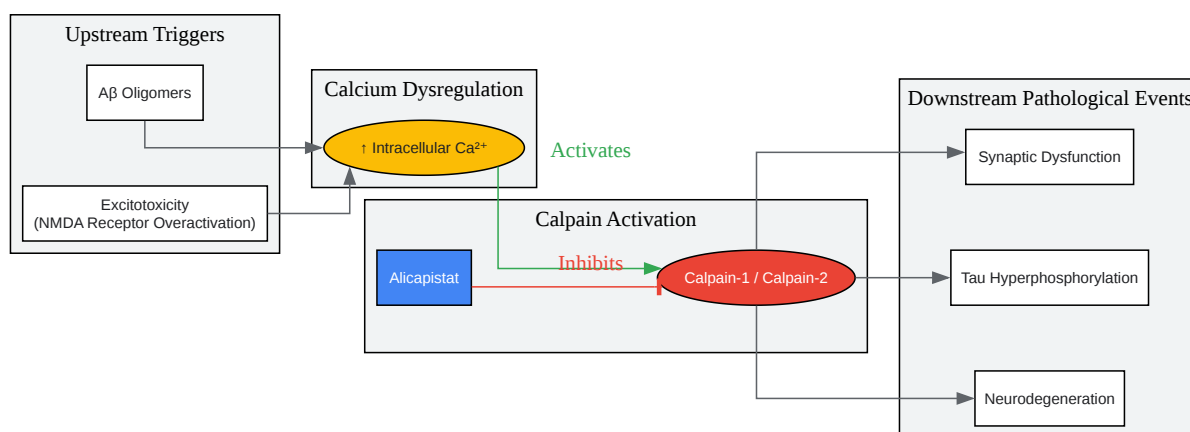 Upstream Triggers
Aβ Oligomers
Excitotoxicity
(NMDA Receptor Overactivation)
Calcium Dysregulation
↑ Intracellular Ca²⁺
Activates
Calpain Activation
Alicapistat
Inhibits
Calpain-1 / Calpain-2
Downstream Pathological Events
Synaptic Dysfunction
Tau Hyperphosphorylation
Neurodegeneration